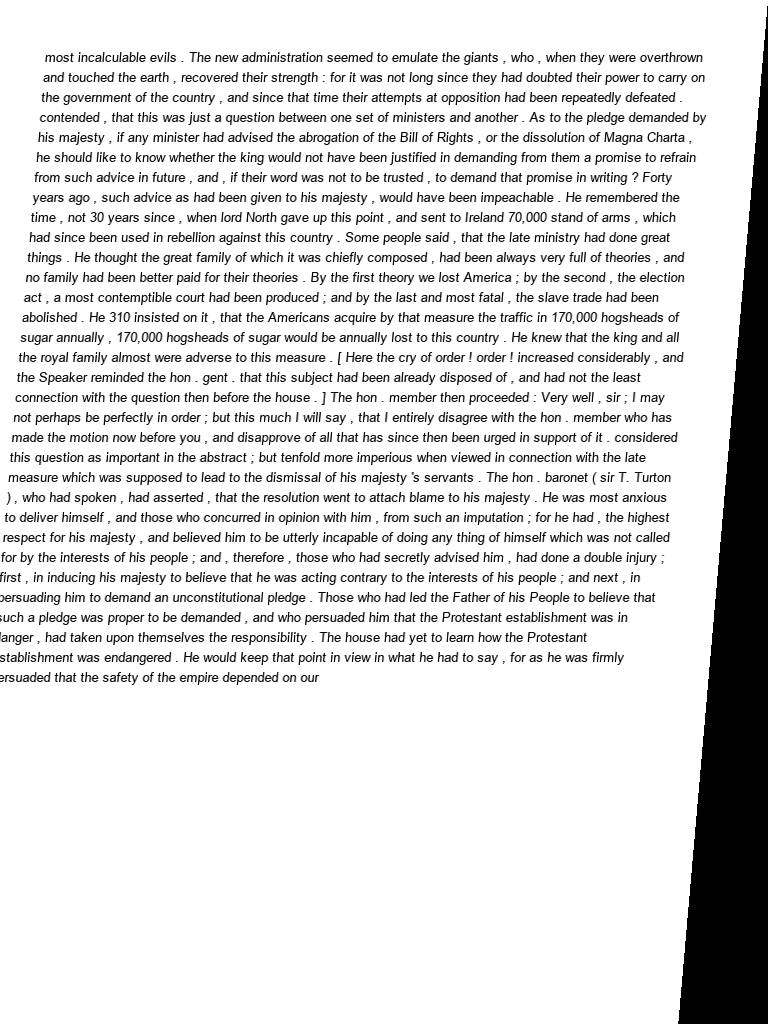 most incalculable evils . The new administration seemed to emulate the giants , who , when they were overthrown
and touched the earth , recovered their strength : for it was not long since they had doubted their power to carry on
the government of the country , and since that time their attempts at opposition had been repeatedly defeated .
contended , that this was just a question between one set of ministers and another . As to the pledge demanded by
his majesty , if any minister had advised the abrogation of the Bill of Rights , or the dissolution of Magna Charta ,
he should like to know whether the king would not have been justified in demanding from them a promise to refrain
from such advice in future , and , if their word was not to be trusted , to demand that promise in writing ? Forty
years ago , such advice as had been given to his majesty , would have been impeachable . He remembered the
time , not 30 years since , when lord North gave up this point , and sent to Ireland 70,000 stand of arms , which
had since been used in rebellion against this country . Some people said , that the late ministry had done great
things . He thought the great family of which it was chiefly composed , had been always very full of theories , and
no family had been better paid for their theories . By the first theory we lost America ; by the second , the election
act , a most contemptible court had been produced ; and by the last and most fatal , the slave trade had been
abolished . He 310 insisted on it , that the Americans acquire by that measure the traffic in 170,000 hogsheads of
sugar annually , 170,000 hogsheads of sugar would be annually lost to this country . He knew that the king and all
the royal family almost were adverse to this measure . [ Here the cry of order ! order ! increased considerably , and
the Speaker reminded the hon . gent . that this subject had been already disposed of , and had not the least
connection with the question then before the house . ] The hon . member then proceeded : Very well , sir ; I may
not perhaps be perfectly in order ; but this much I will say , that I entirely disagree with the hon . member who has
made the motion now before you , and disapprove of all that has since then been urged in support of it . considered
this question as important in the abstract ; but tenfold more imperious when viewed in connection with the late
measure which was supposed to lead to the dismissal of his majesty 's servants . The hon . baronet ( sir T. Turton
) , who had spoken , had asserted , that the resolution went to attach blame to his majesty . He was most anxious
to deliver himself , and those who concurred in opinion with him , from such an imputation ; for he had , the highest
respect for his majesty , and believed him to be utterly incapable of doing any thing of himself which was not called
for by the interests of his people ; and , therefore , those who had secretly advised him , had done a double injury ;
first , in inducing his majesty to believe that he was acting contrary to the interests of his people ; and next , in
persuading him to demand an unconstitutional pledge . Those who had led the Father of his People to believe that
such a pledge was proper to be demanded , and who persuaded him that the Protestant establishment was in
danger , had taken upon themselves the responsibility . The house had yet to learn how the Protestant
stablishment was endangered . He would keep that point in view in what he had to say , for as he was firmly
ersuaded that the safety of the empire depended on our